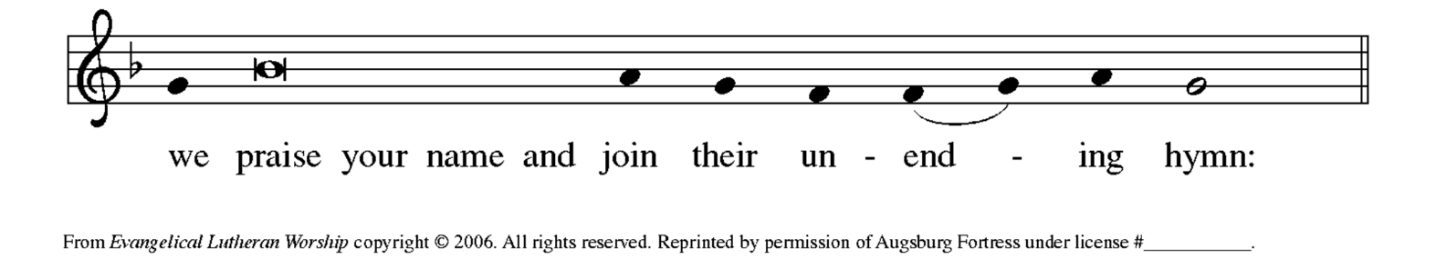 we praise your name and join their un - end - ing hymn:
From Evangelical Lutheran Worship copyright © 2006. All rights reserved. Reprinted by permission of Augsburg Fortress under license #___________.